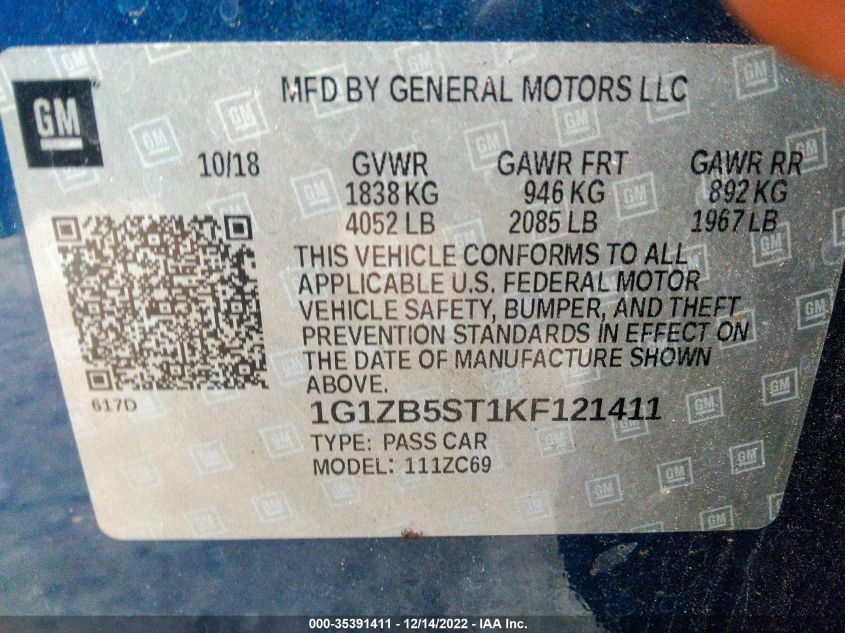 GM
MFD BY GENERAL MOTORS LLC
10/18 GVWR GAWR FRT GAWR RR
1838 KG 946 KG 892 KG
4052 LB 2085 LB 1967 LB
THIS VEHICLE CONFORMS TO ALL
APPLICABLE U.S. FEDERAL MOTOR
VEHICLE SAFETY, BUMPER, AND THEFT
PREVENTION STANDARDS IN EFFECT ON
THE DATE OF MANUFACTURE SHOWN
ABOVE.
617D
1G1ZB5ST1KF121411
TYPE: PASS CAR
MODEL: 111ZC69
000-35391411 - 12/14/2022 - IAA Inc.